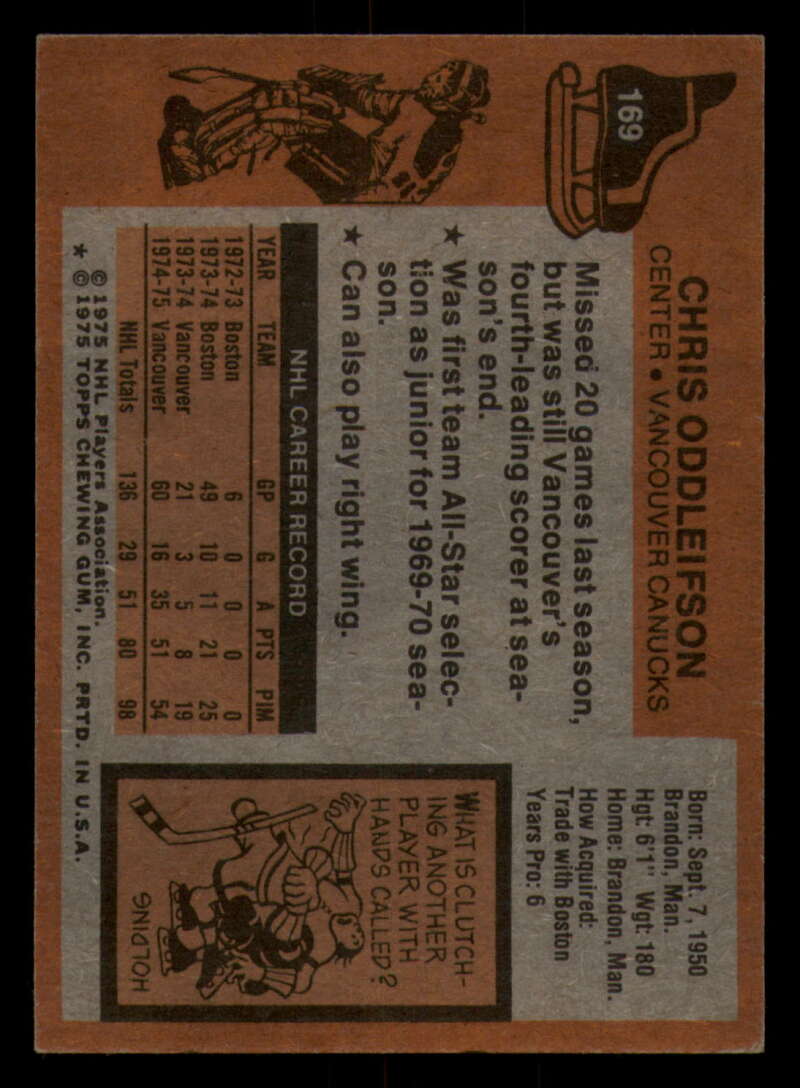 169
CHRIS ODDLEIFSON
CENTER • VANCOUVER CANUCKS
Missed 20 games last season,
but was still Vancouver's
fourth-leading scorer at sea-
son's end.
★ Was first team All-Star selec-
tion as junior for 1969-70 sea-
son.
★ Can also play right wing.
Born: Sept. 7, 1950
Brandon, Man.
Hgt: 6'1" Wgt: 180
Home: Brandon, Man.
How Acquired:
Trade with Boston
Years Pro: 6
NHL CAREER RECORD
YEAR TEAM GP G A PTS PIM
1972-73 Boston 6 0 0 0 0
1973-74 Boston 49 10 11 21 25
1973-74 Vancouver 21 3 5 8 19
1974-75 Vancouver 60 16 35 51 54
NHL Totals 136 29 51 80 98
WHAT IS CLUTCH-
ING ANOTHER
PLAYER WITH
HANDS CALLED?
HOLDING
© 1975 NHL Players Association.
★ © 1975 TOPPS CHEWING GUM, INC. PRTD. IN U.S.A.